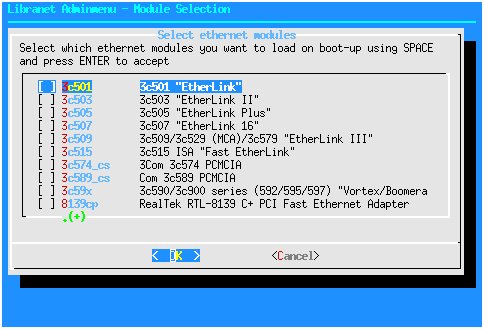 Libranet Adminmenu - Module Selection
Select ethernet modules
Select which ethernet modules you want to load on boot-up using SPACE
and press ENTER to accept
[ ] 3c501 3c501 "EtherLink"
[ ] 3c503 3c503 "EtherLink II"
[ ] 3c505 3c505 "EtherLink Plus"
[ ] 3c507 3c507 "EtherLink 16"
[ ] 3c509 3c509/3c529 (MCA)/3c579 "EtherLink III"
[ ] 3c515 3c515 ISA "Fast EtherLink"
[ ] 3c574_cs 3Com 3c574 PCMCIA
[ ] 3c589_cs Com 3c589 PCMCIA
[ ] 3c59x 3c590/3c900 series (592/595/597) "Vortex/Boomera
[ ] 8139cp RealTek RTL-8139 C+ PCI Fast Ethernet Adapter
.(+)
< OK > <Cancel>